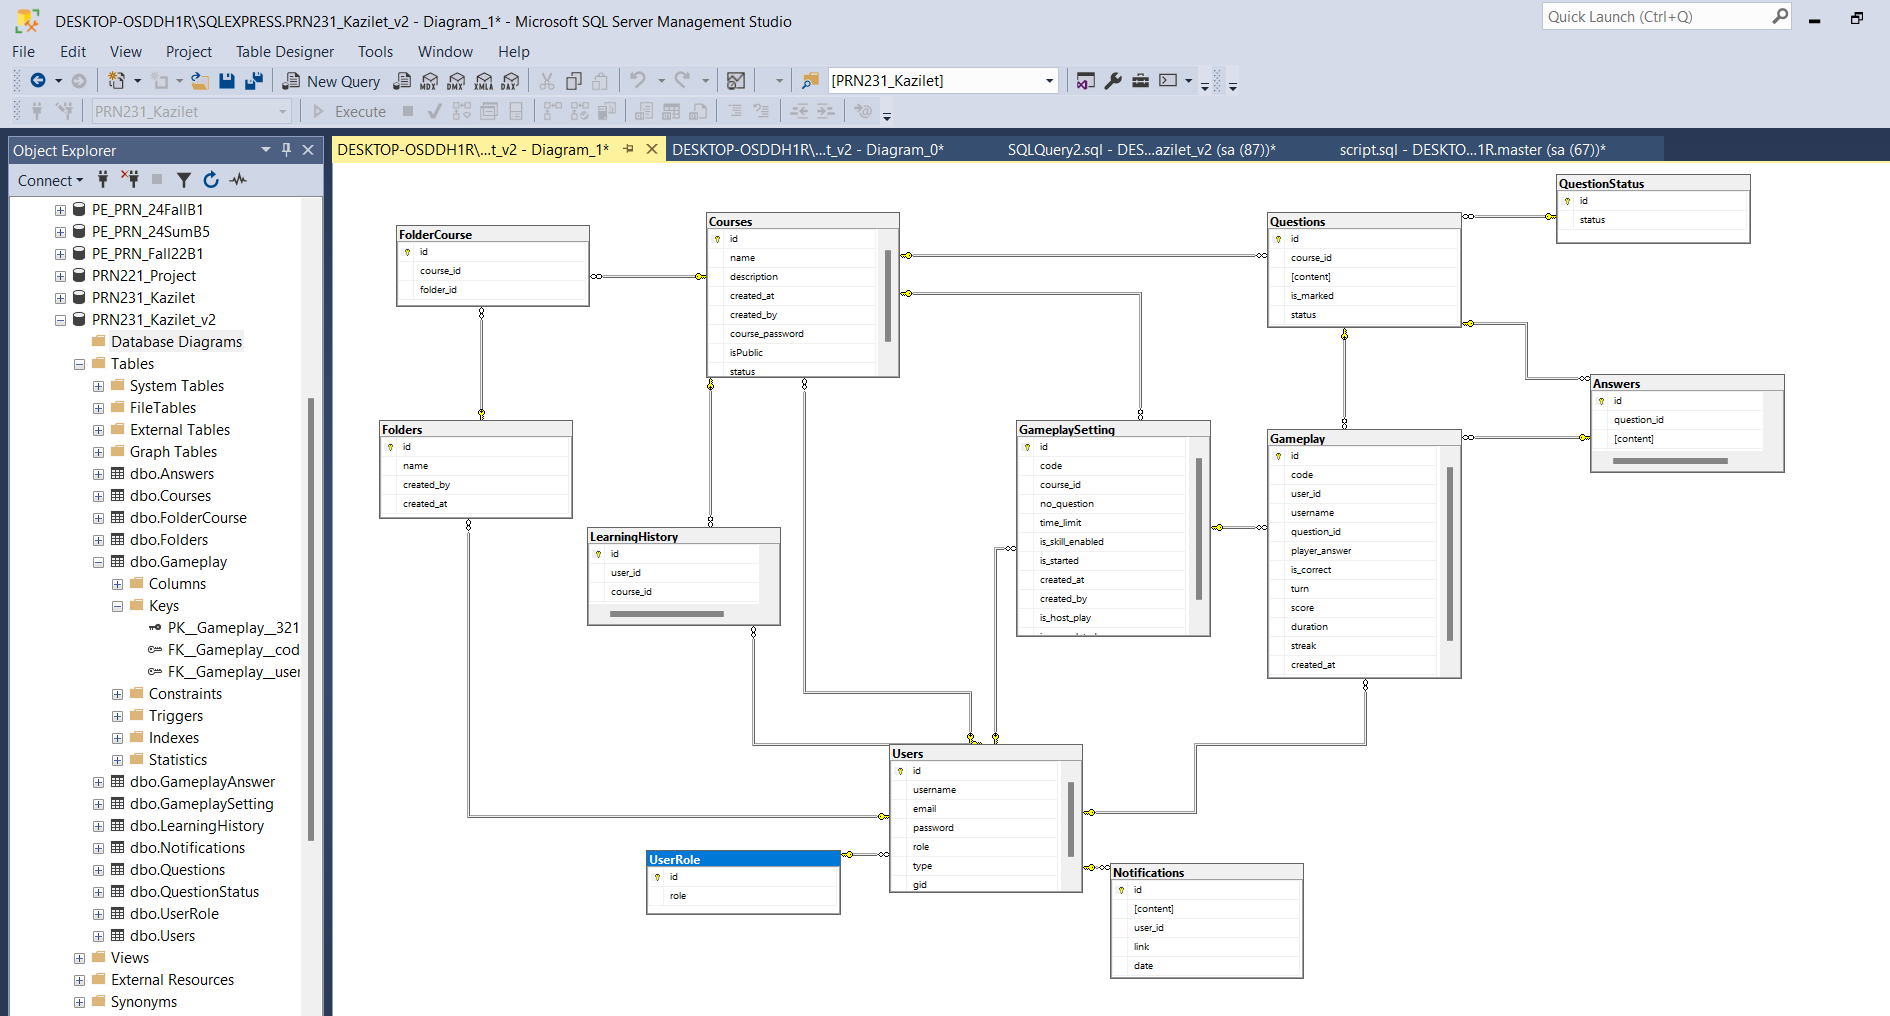 DESKTOP-OSDDH1R\SQLEXPRESS.PRN231_Kazilet_v2 - Diagram_1* - Microsoft SQL Server Management Studio
Quick Launch (Ctrl+Q)
File Edit View Project Table Designer Tools Window Help
New Query MDX DMX XMLA DAX [PRN231_Kazilet]
PRN231_Kazilet Execute
Object Explorer
DESKTOP-OSDDH1R\...t_v2 - Diagram_1* DESKTOP-OSDDH1R\...t_v2 - Diagram_0* SQLQuery2.sql - DES...azilet_v2 (sa (87))* script.sql - DESKTO...1R.master (sa (67))*
Connect
PE_PRN_24FallB1
PE_PRN_24SumB5
PE_PRN_Fall22B1
PRN221_Project
PRN231_Kazilet
PRN231_Kazilet_v2
Database Diagrams
Tables
System Tables
FileTables
External Tables
Graph Tables
dbo.Answers
dbo.Courses
dbo.FolderCourse
dbo.Folders
dbo.Gameplay
Columns
Keys
PK__Gameplay__321
FK__Gameplay__cod
FK__Gameplay__user
Constraints
Triggers
Indexes
Statistics
dbo.GameplayAnswer
dbo.GameplaySetting
dbo.LearningHistory
dbo.Notifications
dbo.Questions
dbo.QuestionStatus
dbo.UserRole
dbo.Users
Views
External Resources
Synonyms
FolderCourse
id
course_id
folder_id
Courses
id
name
description
created_at
created_by
course_password
isPublic
status
Questions
id
course_id
[content]
is_marked
status
QuestionStatus
id
status
Folders
id
name
created_by
created_at
LearningHistory
id
user_id
course_id
GameplaySetting
id
code
course_id
no_question
time_limit
is_skill_enabled
is_started
created_at
created_by
is_host_play
Gameplay
id
code
user_id
username
question_id
player_answer
is_correct
turn
score
duration
streak
created_at
Answers
id
question_id
[content]
Users
id
username
email
password
role
type
gid
UserRole
id
role
Notifications
id
[content]
user_id
link
date